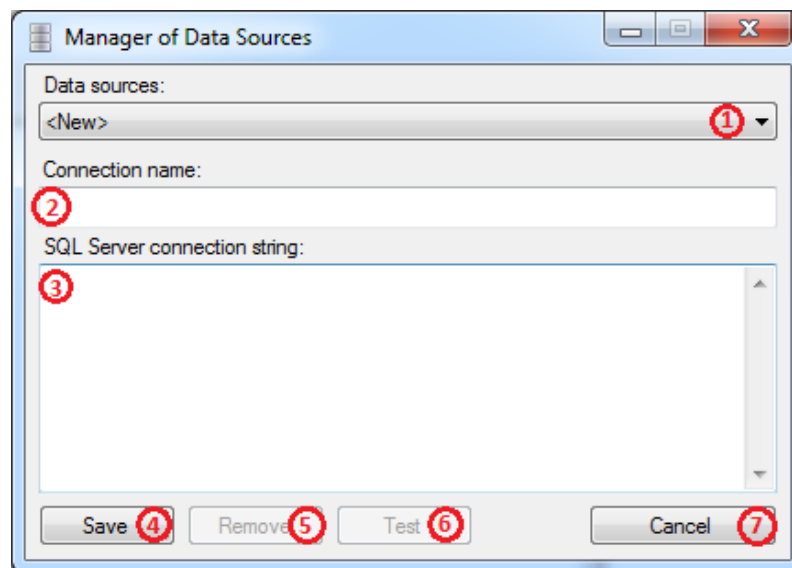 Manager of Data Sources
Data sources:
<New> 1
Connection name:
2
SQL Server connection string:
3
Save 4 Remove 5 Test 6 Cancel 7